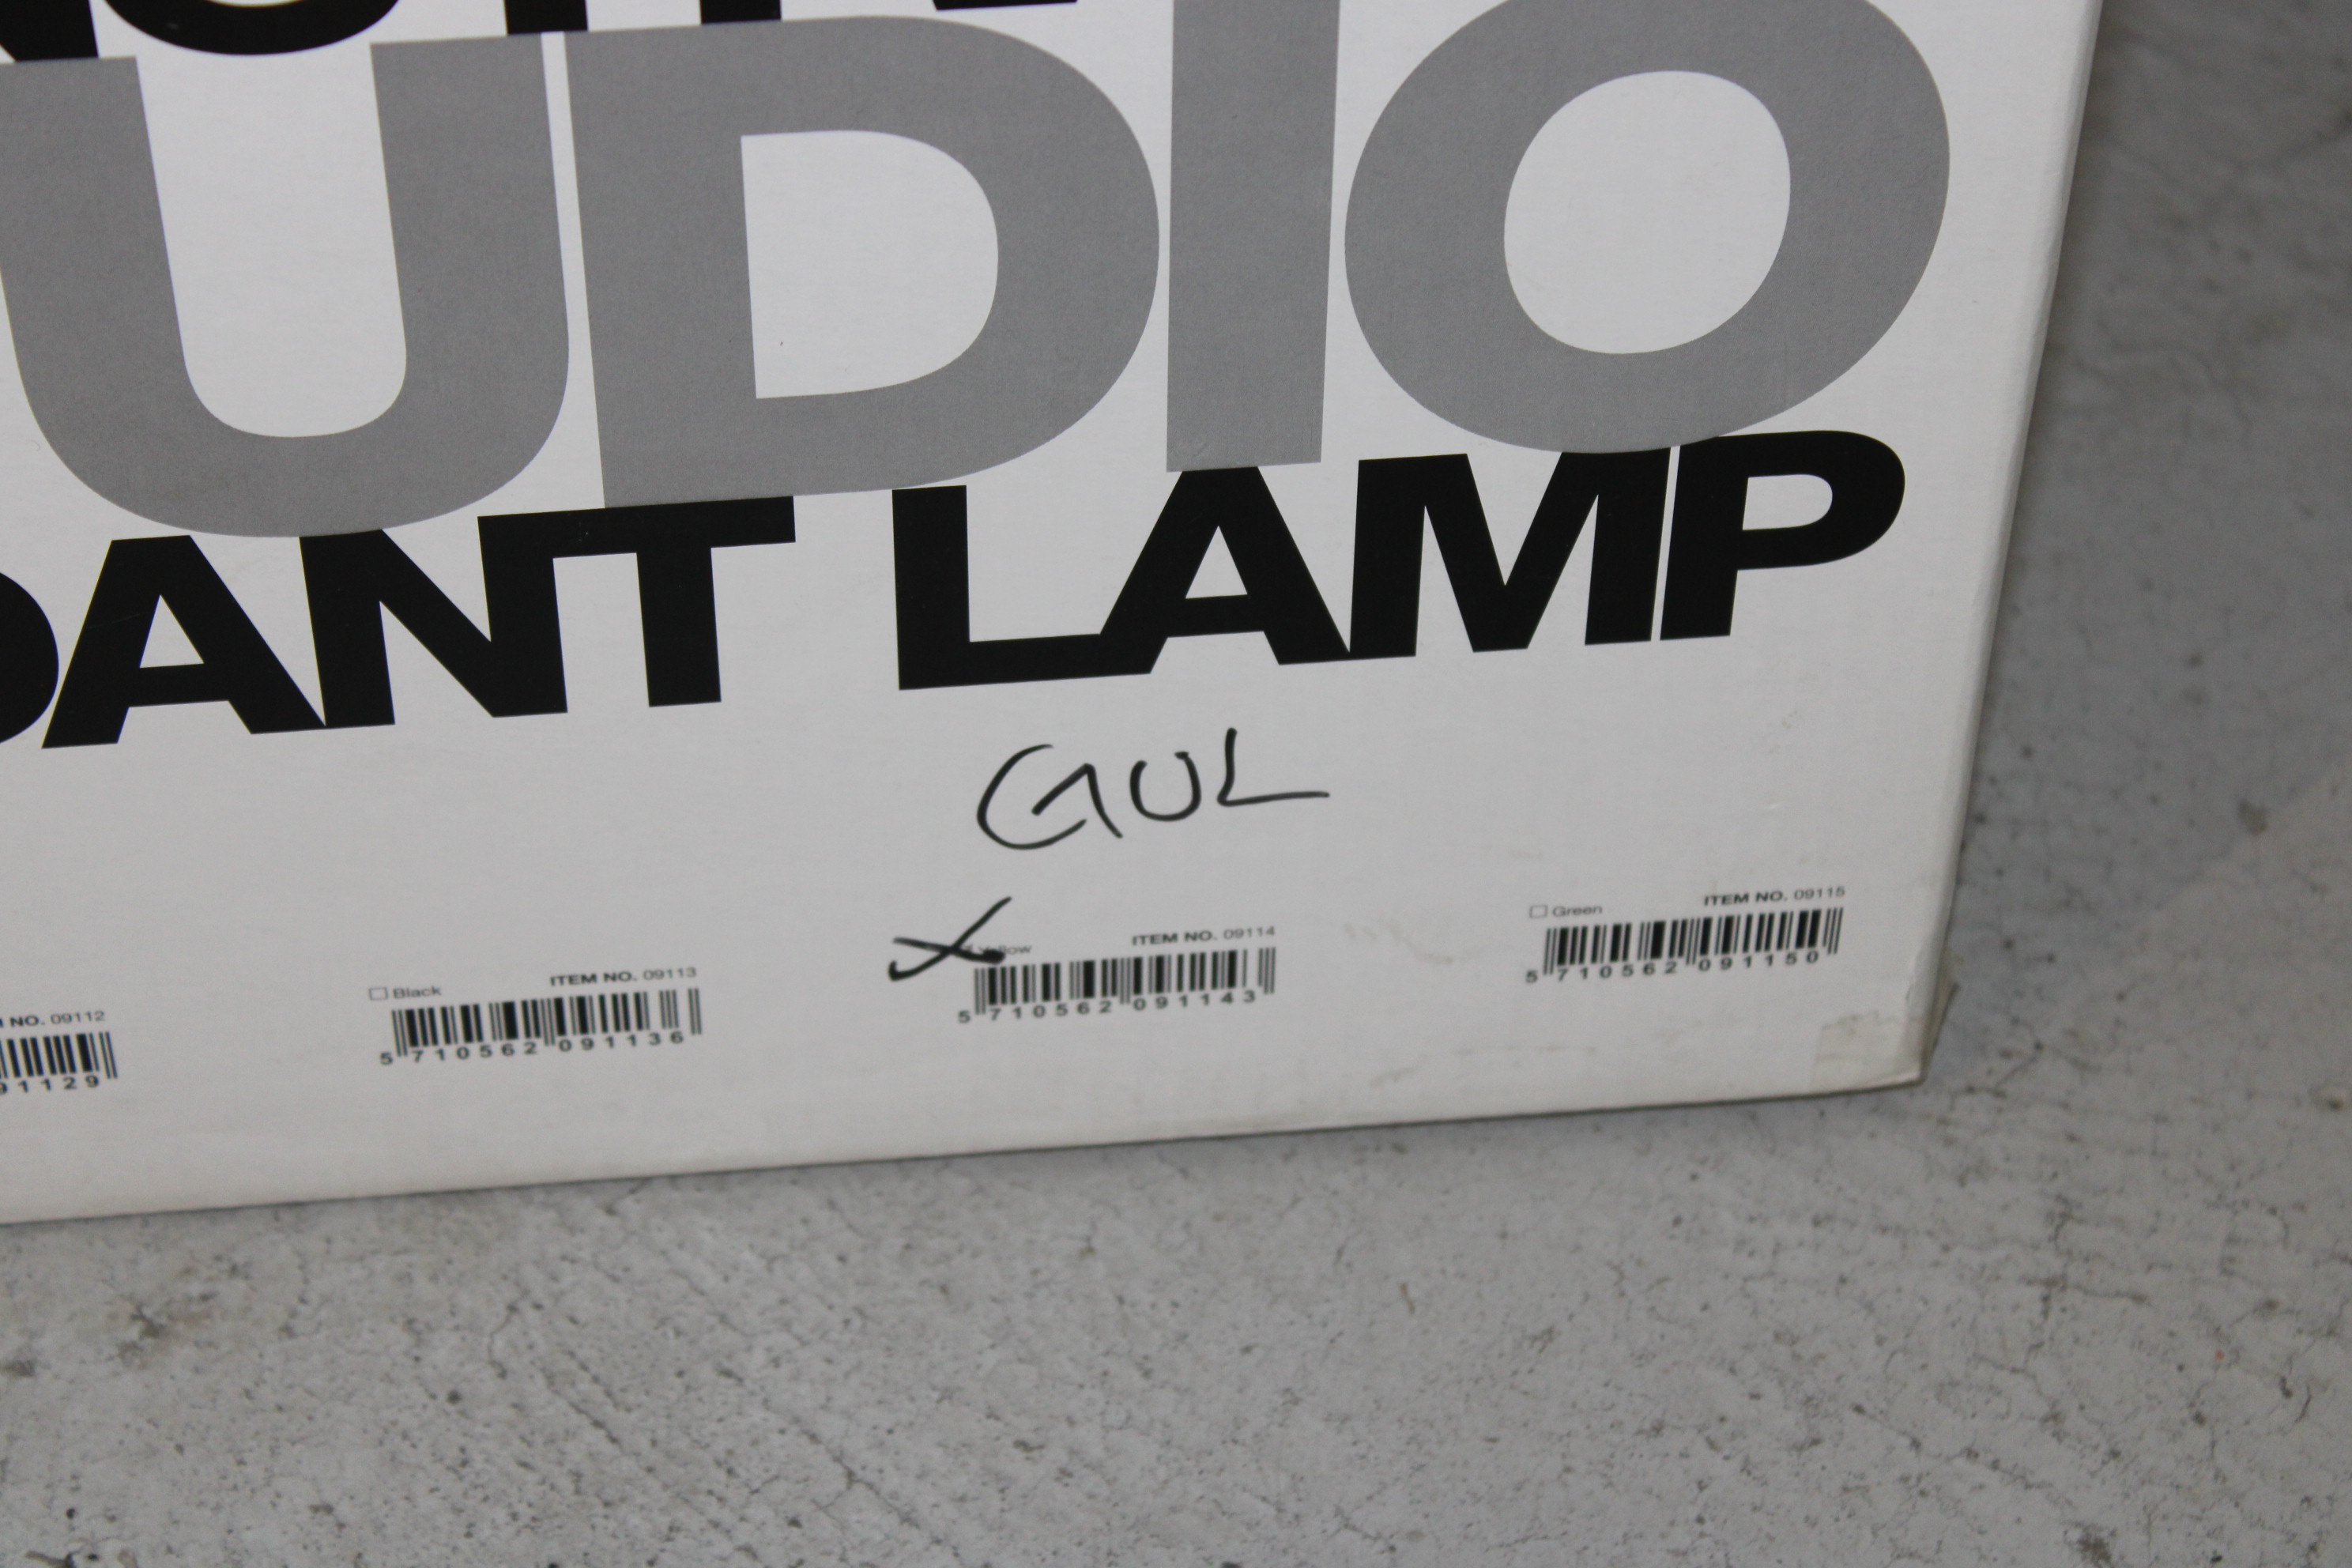 UDIO
DANT LAMP
GUL
NO. 09112
91129
Black ITEM NO. 09113
5 710562 091136
Yellow ITEM NO. 09114
5 710562 091143
Green ITEM NO. 09115
5 710562 091150